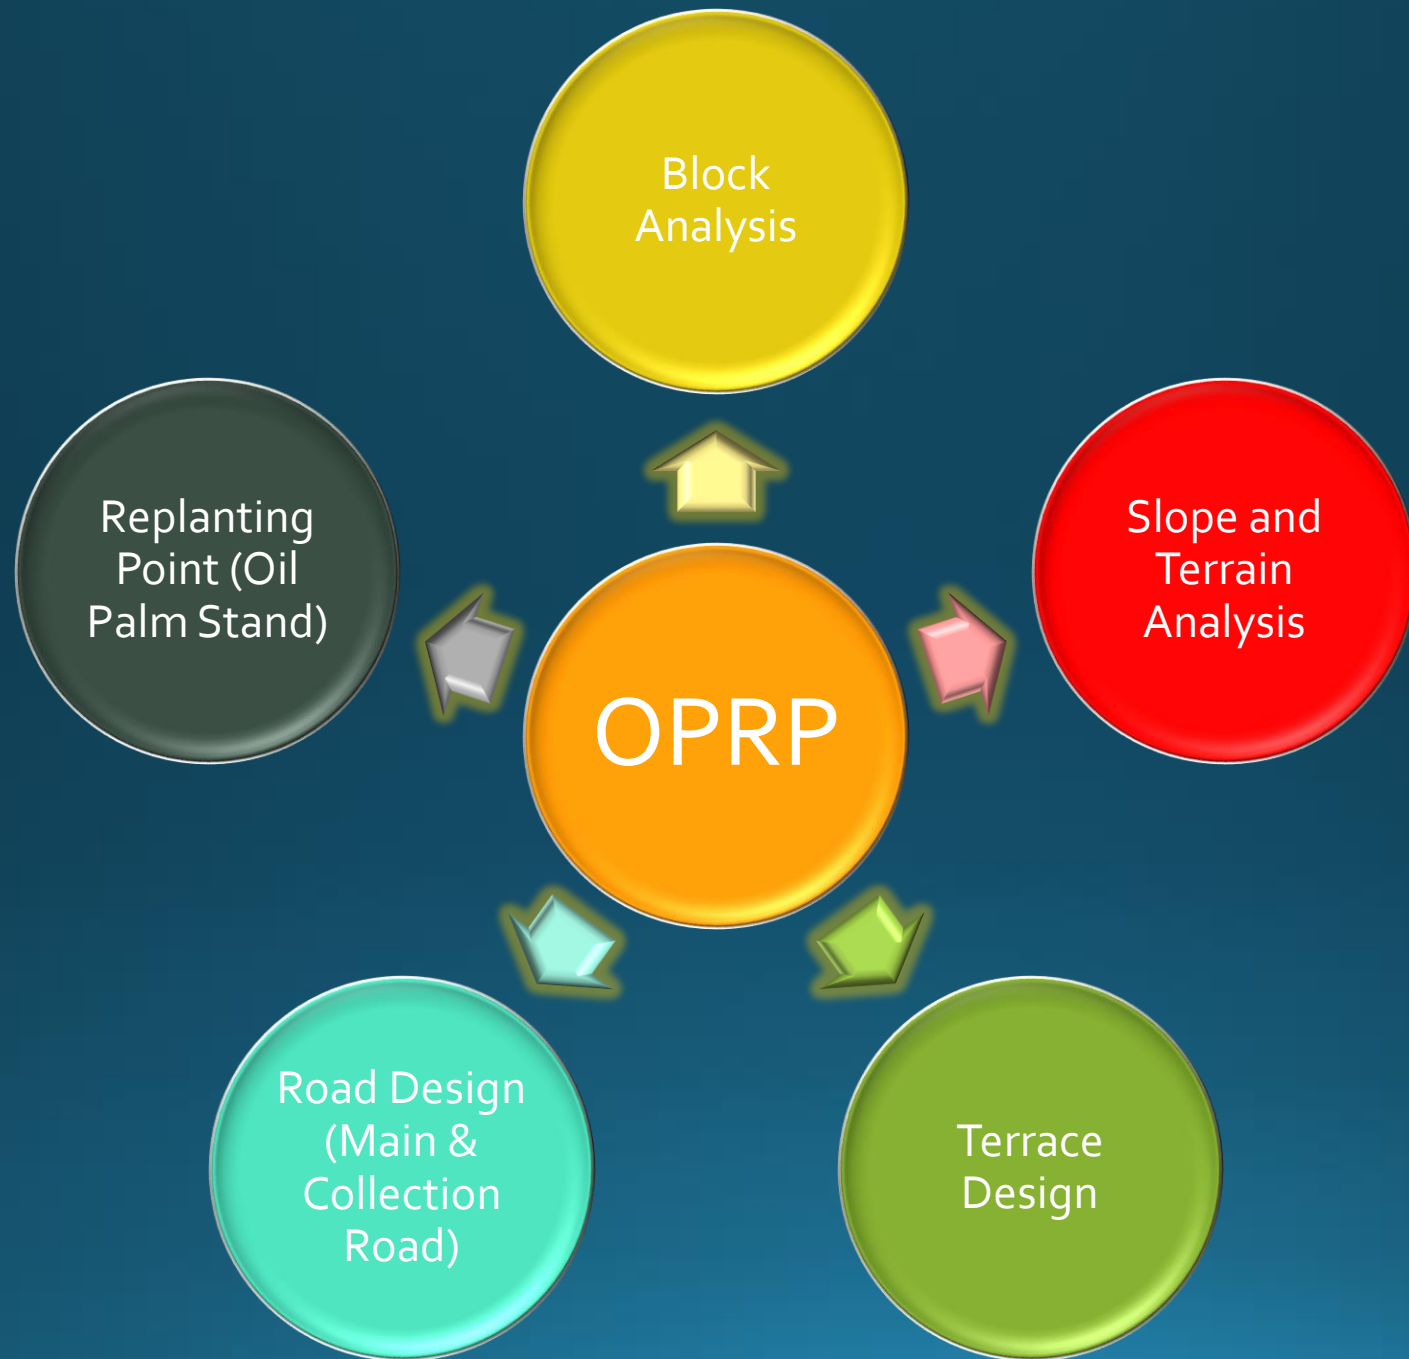 Block
Analysis
Replanting
Point (Oil
Palm Stand)
Slope and
Terrain
Analysis
OPRP
Road Design
(Main &
Collection
Road)
Terrace
Design